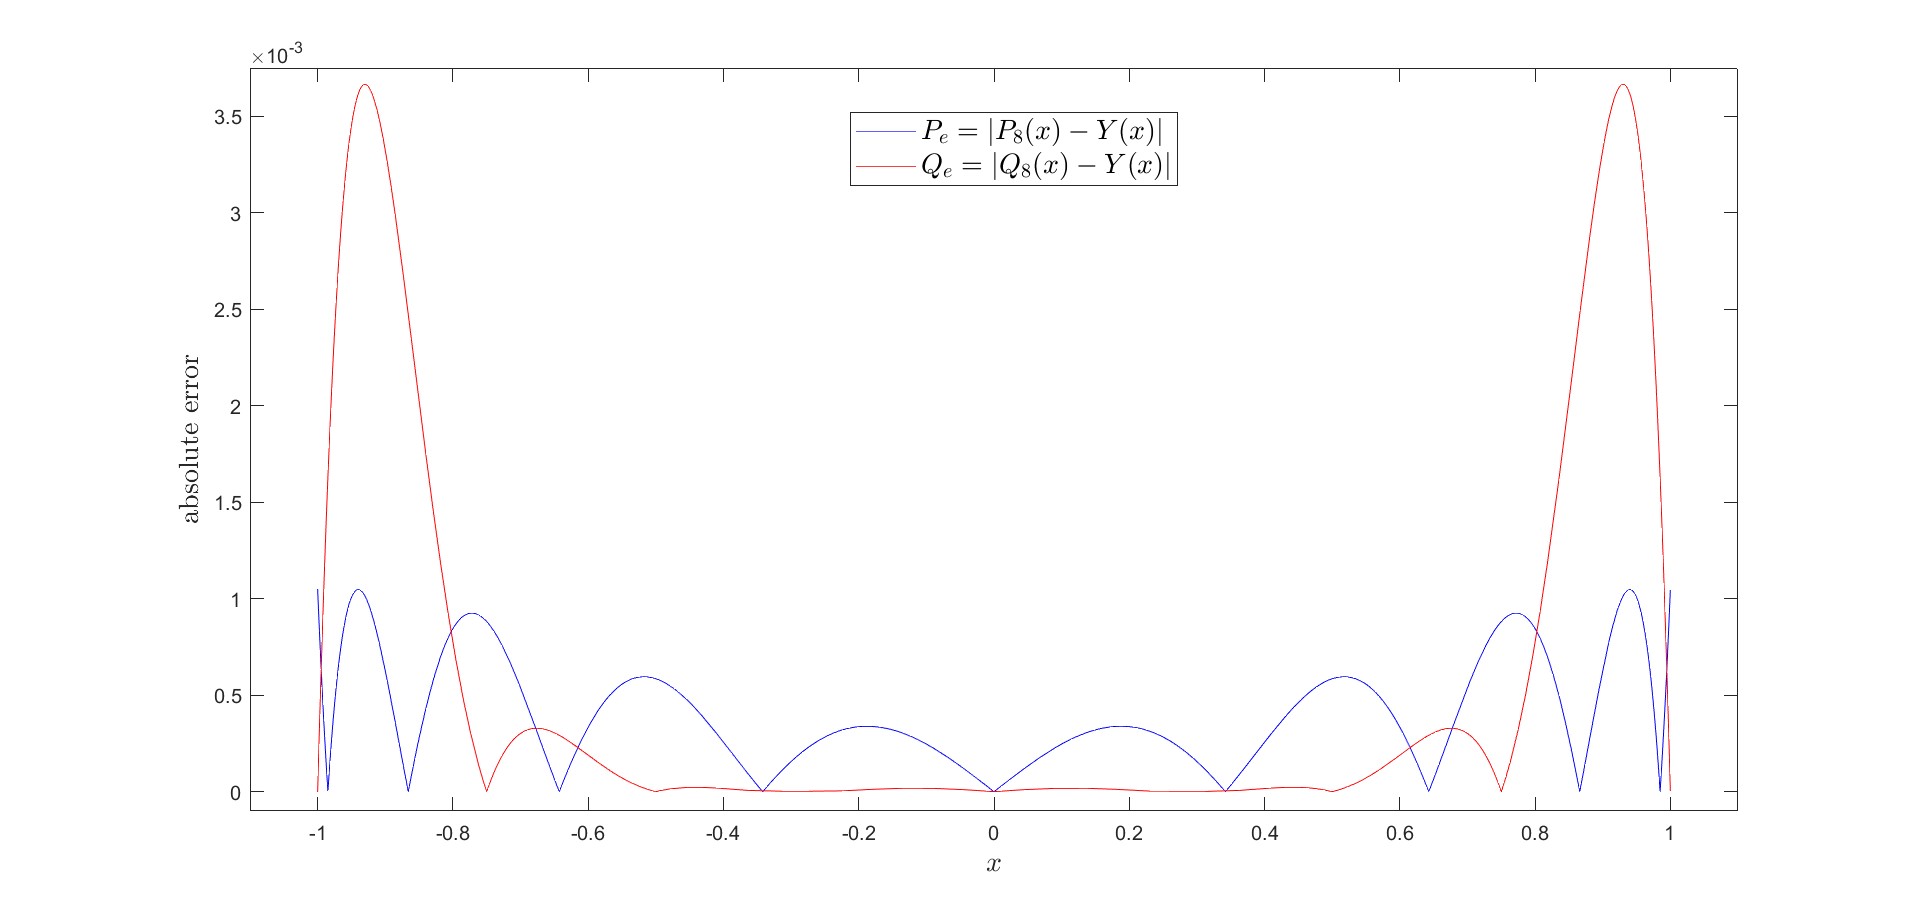 ×10⁻³
3.5
3
2.5
2
1.5
1
0.5
0
absolute error
P_e = |P_8(x) − Y(x)|
Q_e = |Q_8(x) − Y(x)|
-1 -0.8 -0.6 -0.4 -0.2 0 0.2 0.4 0.6 0.8 1
x